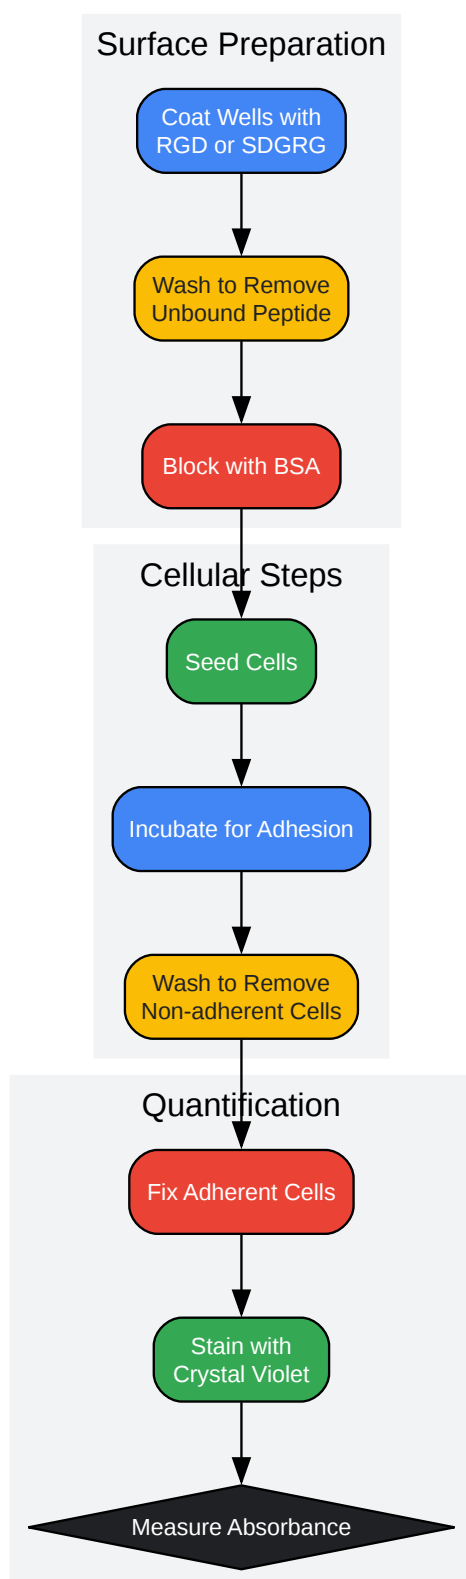 Surface Preparation
Coat Wells with
RGD or SDGRG
Wash to Remove
Unbound Peptide
Block with BSA
Cellular Steps
Seed Cells
Incubate for Adhesion
Wash to Remove
Non-adherent Cells
Quantification
Fix Adherent Cells
Stain with
Crystal Violet
Measure Absorbance